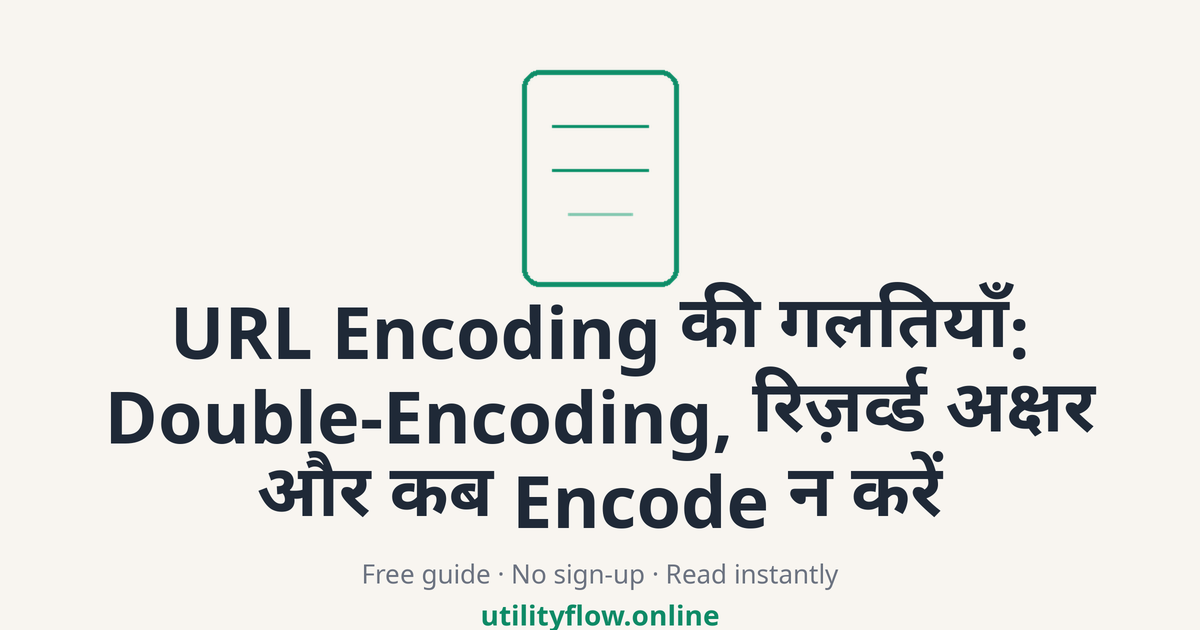 URL Encoding की गलतियाँ:
Double-Encoding, रिज़र्व्ड अक्षर
और कब Encode न करें
Free guide · No sign-up · Read instantly
utilityflow.online